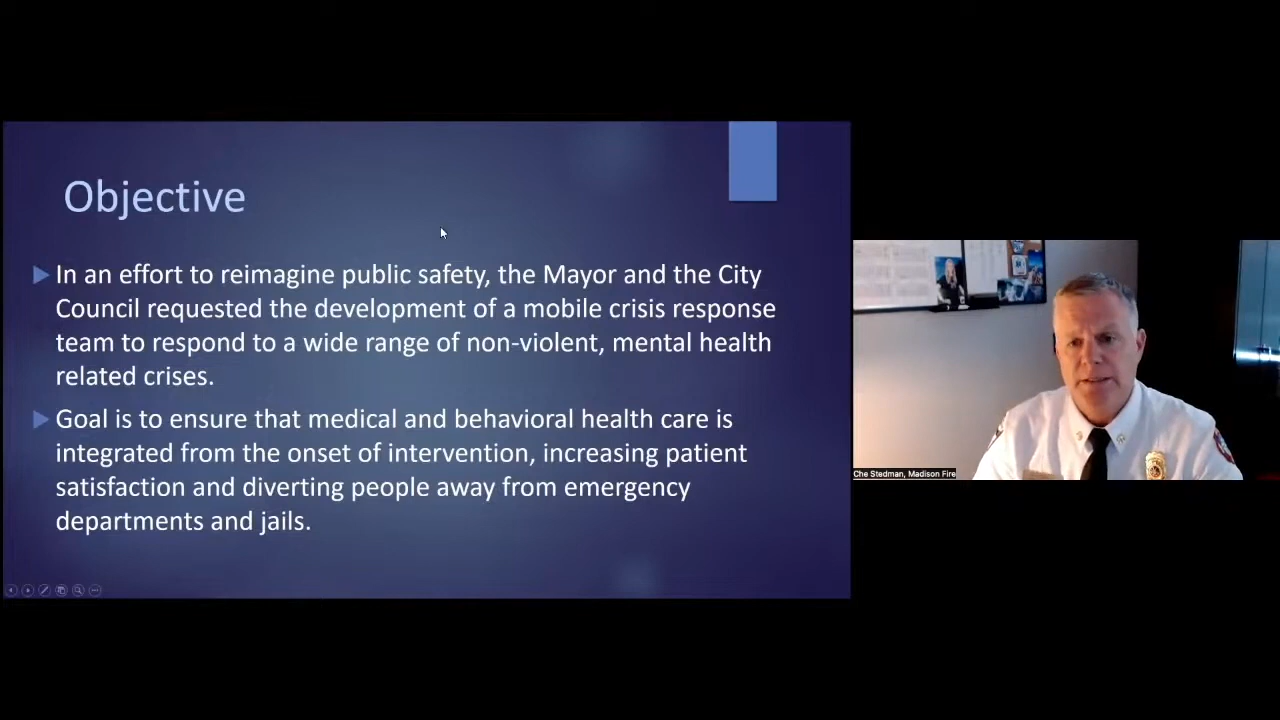 Objective
In an effort to reimagine public safety, the Mayor and the City
Council requested the development of a mobile crisis response
team to respond to a wide range of non-violent, mental health
related crises.
Goal is to ensure that medical and behavioral health care is
integrated from the onset of intervention, increasing patient
satisfaction and diverting people away from emergency
departments and jails.
Che Stedman, Madison Fire